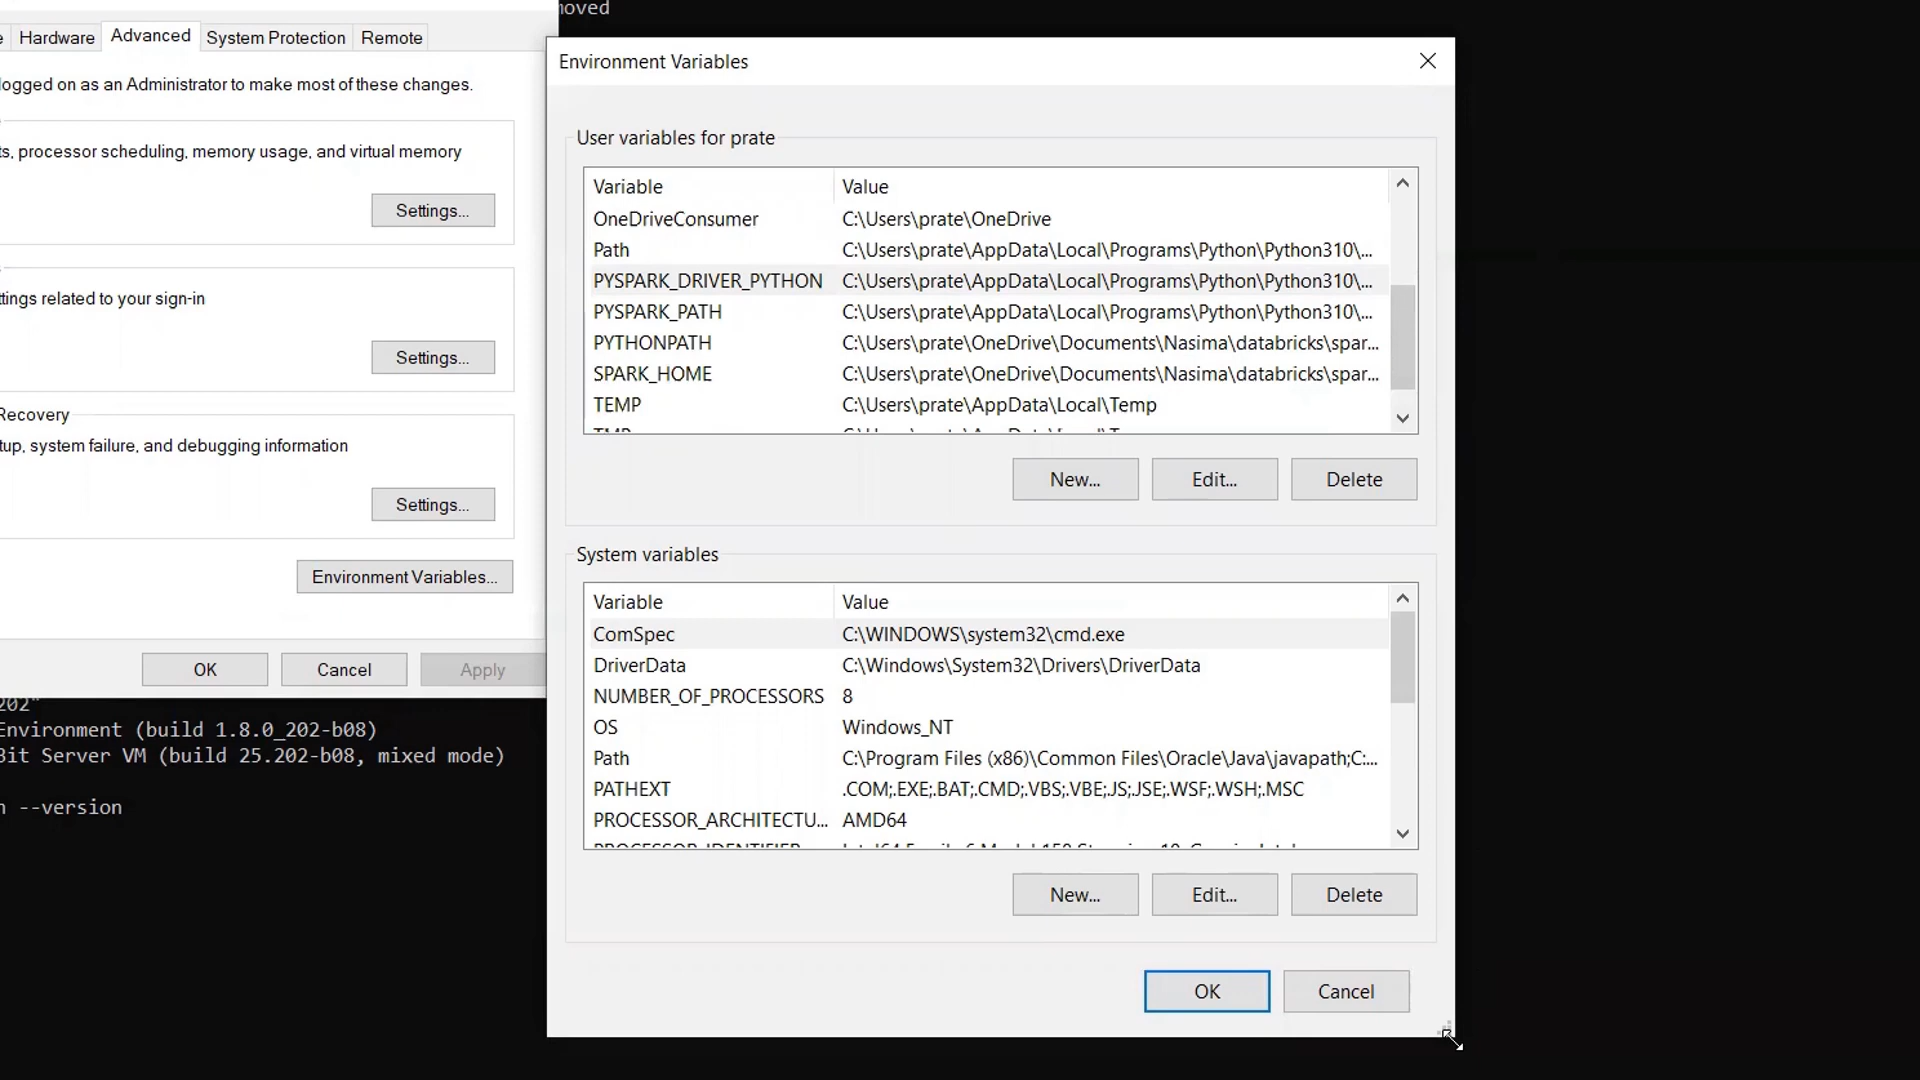 moved
Hardware
Advanced
System Protection
Remote
logged on as an Administrator to make most of these changes.
ts, processor scheduling, memory usage, and virtual memory
Settings...
ttings related to your sign-in
Settings...
Recovery
tup, system failure, and debugging information
Settings...
Environment Variables...
OK
Cancel
Apply
202"
Environment (build 1.8.0_202-b08)
Bit Server VM (build 25.202-b08, mixed mode)
n --version
Environment Variables
User variables for prate
Variable Value
OneDriveConsumer C:\Users\prate\OneDrive
Path C:\Users\prate\AppData\Local\Programs\Python\Python310\...
PYSPARK_DRIVER_PYTHON C:\Users\prate\AppData\Local\Programs\Python\Python310\...
PYSPARK_PATH C:\Users\prate\AppData\Local\Programs\Python\Python310\...
PYTHONPATH C:\Users\prate\OneDrive\Documents\Nasima\databricks\spar...
SPARK_HOME C:\Users\prate\OneDrive\Documents\Nasima\databricks\spar...
TEMP C:\Users\prate\AppData\Local\Temp
New...
Edit...
Delete
System variables
Variable Value
ComSpec C:\WINDOWS\system32\cmd.exe
DriverData C:\Windows\System32\Drivers\DriverData
NUMBER_OF_PROCESSORS 8
OS Windows_NT
Path C:\Program Files (x86)\Common Files\Oracle\Java\javapath;C:...
PATHEXT .COM;.EXE;.BAT;.CMD;.VBS;.VBE;.JS;.JSE;.WSF;.WSH;.MSC
PROCESSOR_ARCHITECTU... AMD64
New...
Edit...
Delete
OK
Cancel